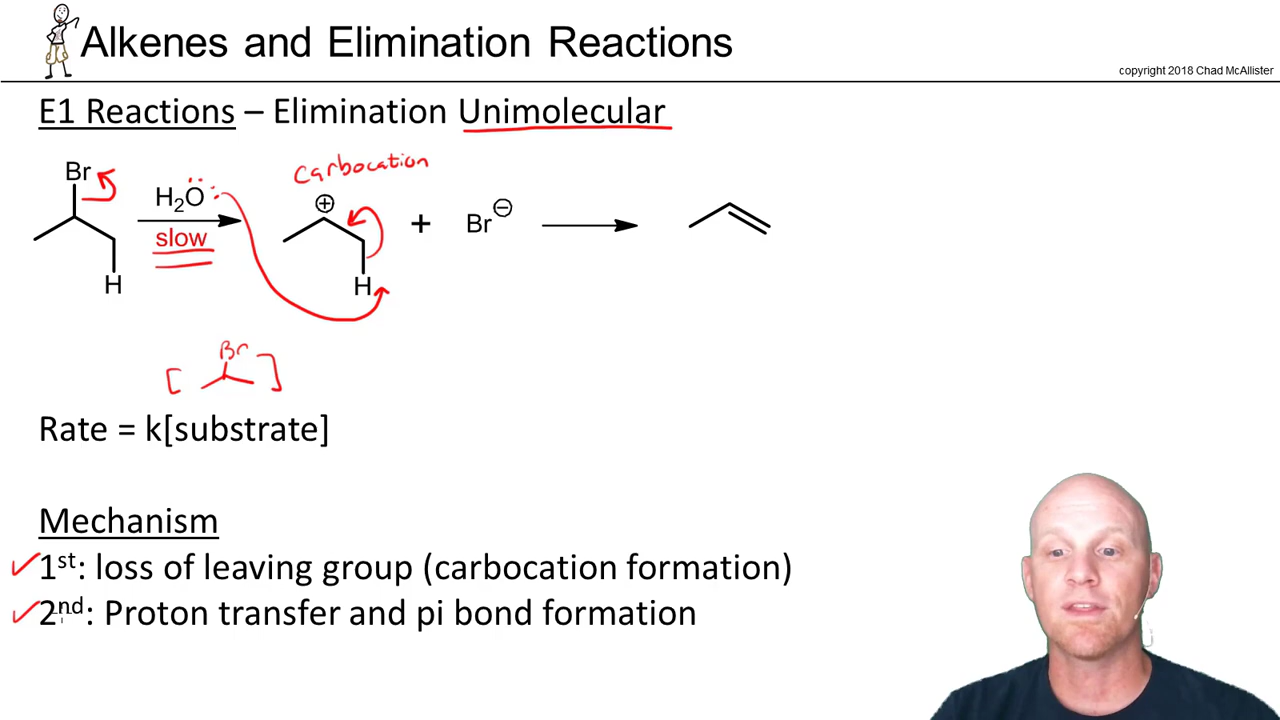 Alkenes and Elimination Reactions
copyright 2018 Chad McAllister
E1 Reactions – Elimination Unimolecular
carbocation
Br
H₂O
slow
H
⊕
H
+
Br⊖
Br
[ ]
Rate = k[substrate]
Mechanism
✓1ˢᵗ: loss of leaving group (carbocation formation)
✓2ⁿᵈ: Proton transfer and pi bond formation